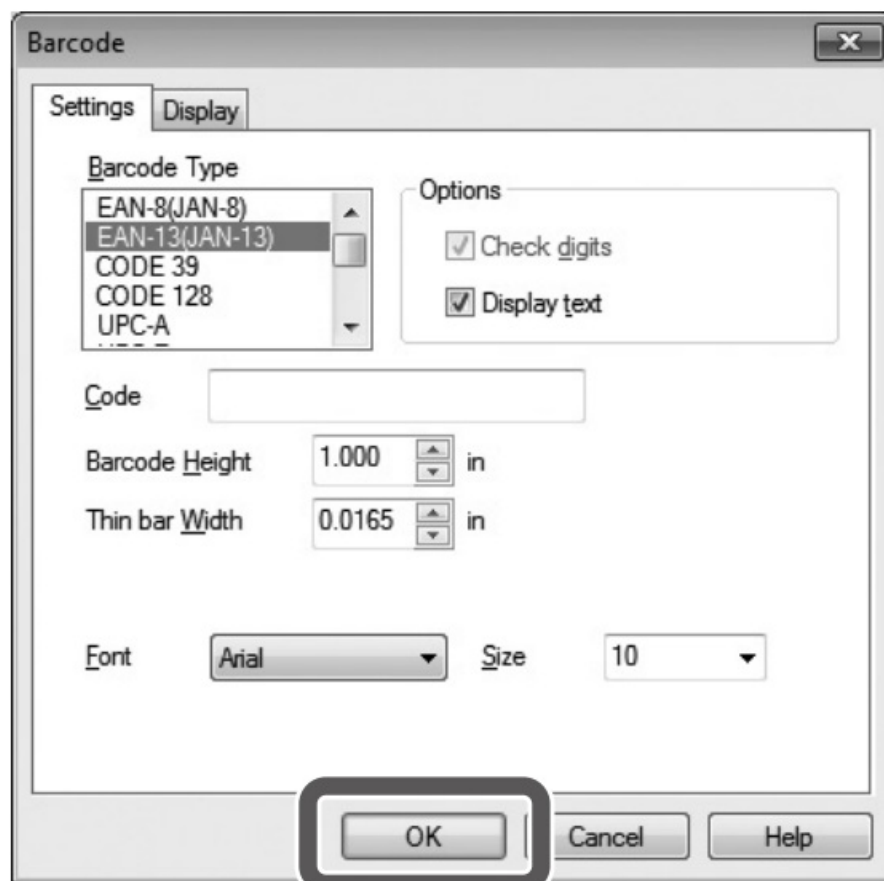 Barcode
Settings Display
Barcode Type
EAN-8(JAN-8)
EAN-13(JAN-13)
CODE 39
CODE 128
UPC-A
Options
Check digits
Display text
Code
Barcode Height 1.000 in
Thin bar Width 0.0165 in
Font Arial Size 10
OK Cancel Help